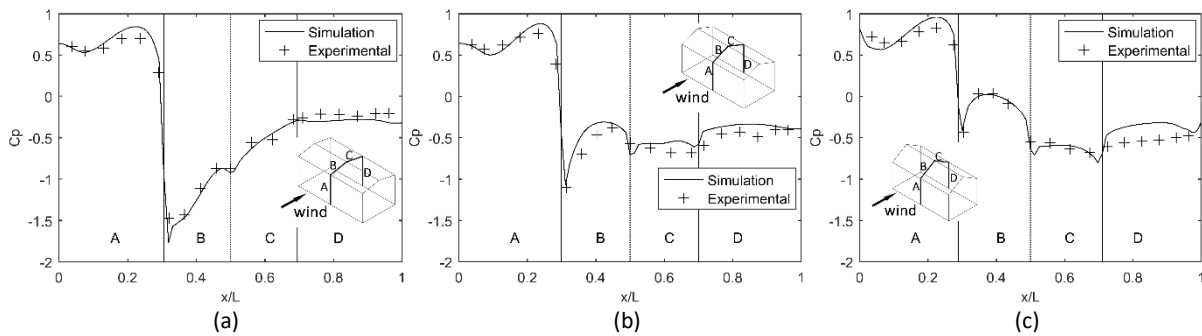 1
0.5
0
-0.5
-1
-1.5
-2
Cp
0
0.2
0.4
0.6
0.8
1
x/L
Simulation
Experimental
A
B
C
D
A
B
C
D
wind
(a)
1
0.5
0
-0.5
-1
-1.5
-2
Cp
0
0.2
0.4
0.6
0.8
1
x/L
C
B
A
D
wind
Simulation
Experimental
A
B
C
D
(b)
1
0.5
0
-0.5
-1
-1.5
-2
Cp
0
0.2
0.4
0.6
0.8
1
x/L
Simulation
Experimental
C
B
A
D
wind
A
B
C
D
(c)